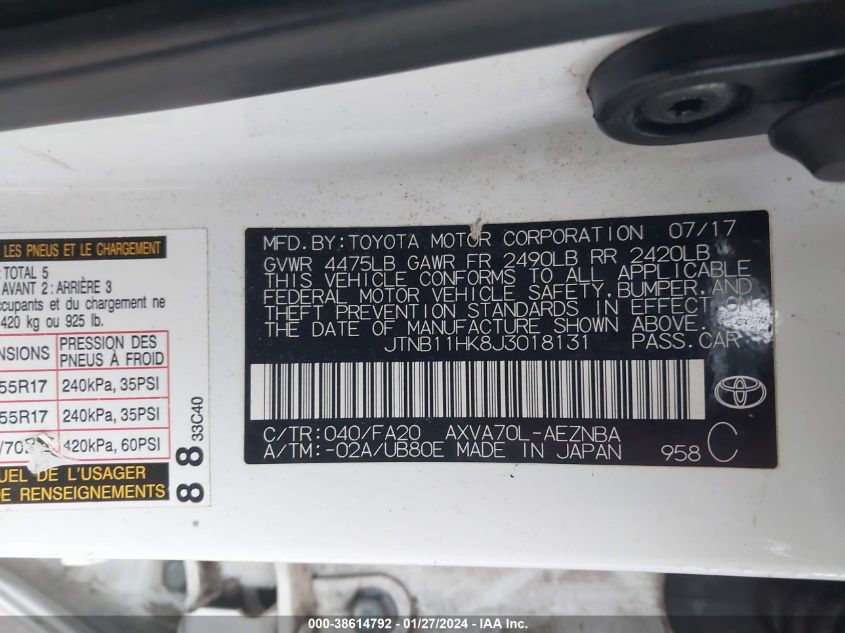 LES PNEUS ET LE CHARGEMENT
TOTAL 5
AVANT 2: ARRIÈRE 3
occupants et du chargement ne
420 kg ou 925 lb.
PRESSION DES
PNEUS À FROID
55R17 240kPa, 35PSI
55R17 240kPa, 35PSI
420kPa, 60PSI
UEL DE L'USAGER
DE RENSEIGNEMENTS
8 8 33C40
MFD. BY: TOYOTA MOTOR CORPORATION 07/17
GVWR 4475LB GAWR FR 2490LB RR 2420LB
THIS VEHICLE CONFORMS TO ALL APPLICABLE
FEDERAL MOTOR VEHICLE SAFETY, BUMPER, AND
THEFT PREVENTION STANDARDS IN EFFECT ON
THE DATE OF MANUFACTURE SHOWN ABOVE.
JTNB11HK8J3018131 PASS. CAR
C/TR: 040/FA20 AXVA70L-AEZNBA
A/TM: -02A/UB80E MADE IN JAPAN 958 C
000-38614792 - 01/27/2024 - IAAI Inc.